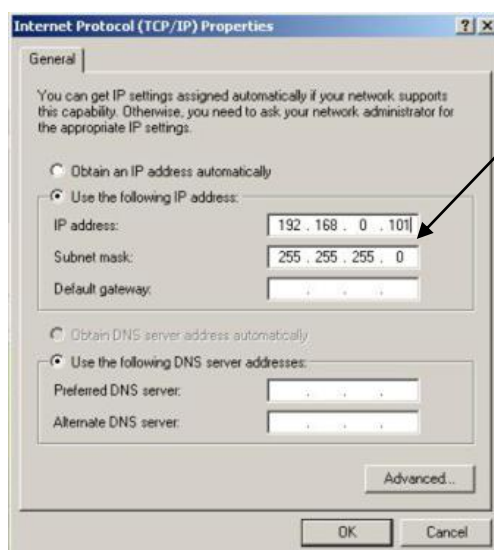 Internet Protocol (TCP/IP) Properties
General
You can get IP settings assigned automatically if your network supports
this capability. Otherwise, you need to ask your network administrator for
the appropriate IP settings.
Obtain an IP address automatically
Use the following IP address:
IP address: 192 . 168 . 0 . 101
Subnet mask: 255 . 255 . 255 . 0
Default gateway: . . .
Obtain DNS server address automatically
Use the following DNS server addresses:
Preferred DNS server: . . .
Alternate DNS server: . . .
Advanced...
OK Cancel